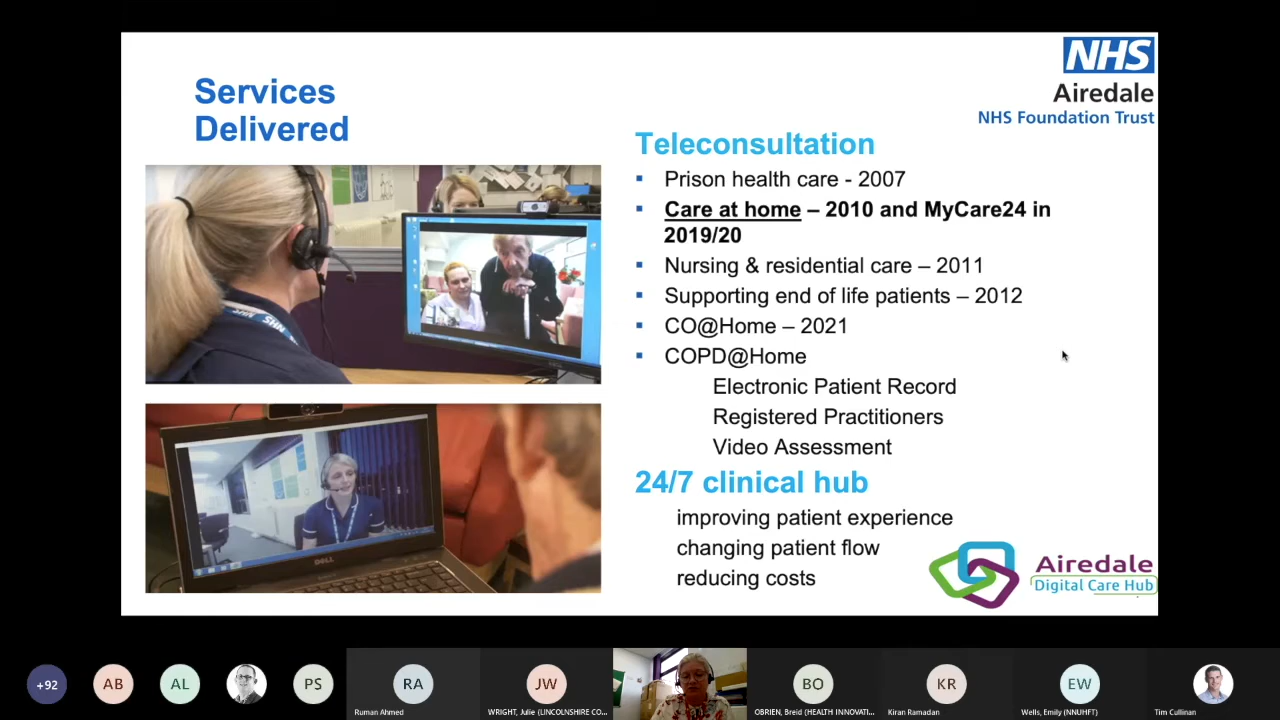 NHS
Airedale
NHS Foundation Trust
Services
Delivered
Teleconsultation
▪ Prison health care - 2007
▪ Care at home – 2010 and MyCare24 in
2019/20
▪ Nursing & residential care – 2011
▪ Supporting end of life patients – 2012
▪ CO@Home – 2021
▪ COPD@Home
Electronic Patient Record
Registered Practitioners
Video Assessment
24/7 clinical hub
improving patient experience
changing patient flow
reducing costs
NHS
DELL
Airedale
Digital Care Hub
+92
AB
AL
PS
RA
Ruman Ahmed
JW
WRIGHT, Julie (LINCOLNSHIRE CO...
BO
OBRIEN, Breid (HEALTH INNOVATI...
KR
Kiran Ramadan
EW
Wells, Emily (NNUHFT)
Tim Cullinan